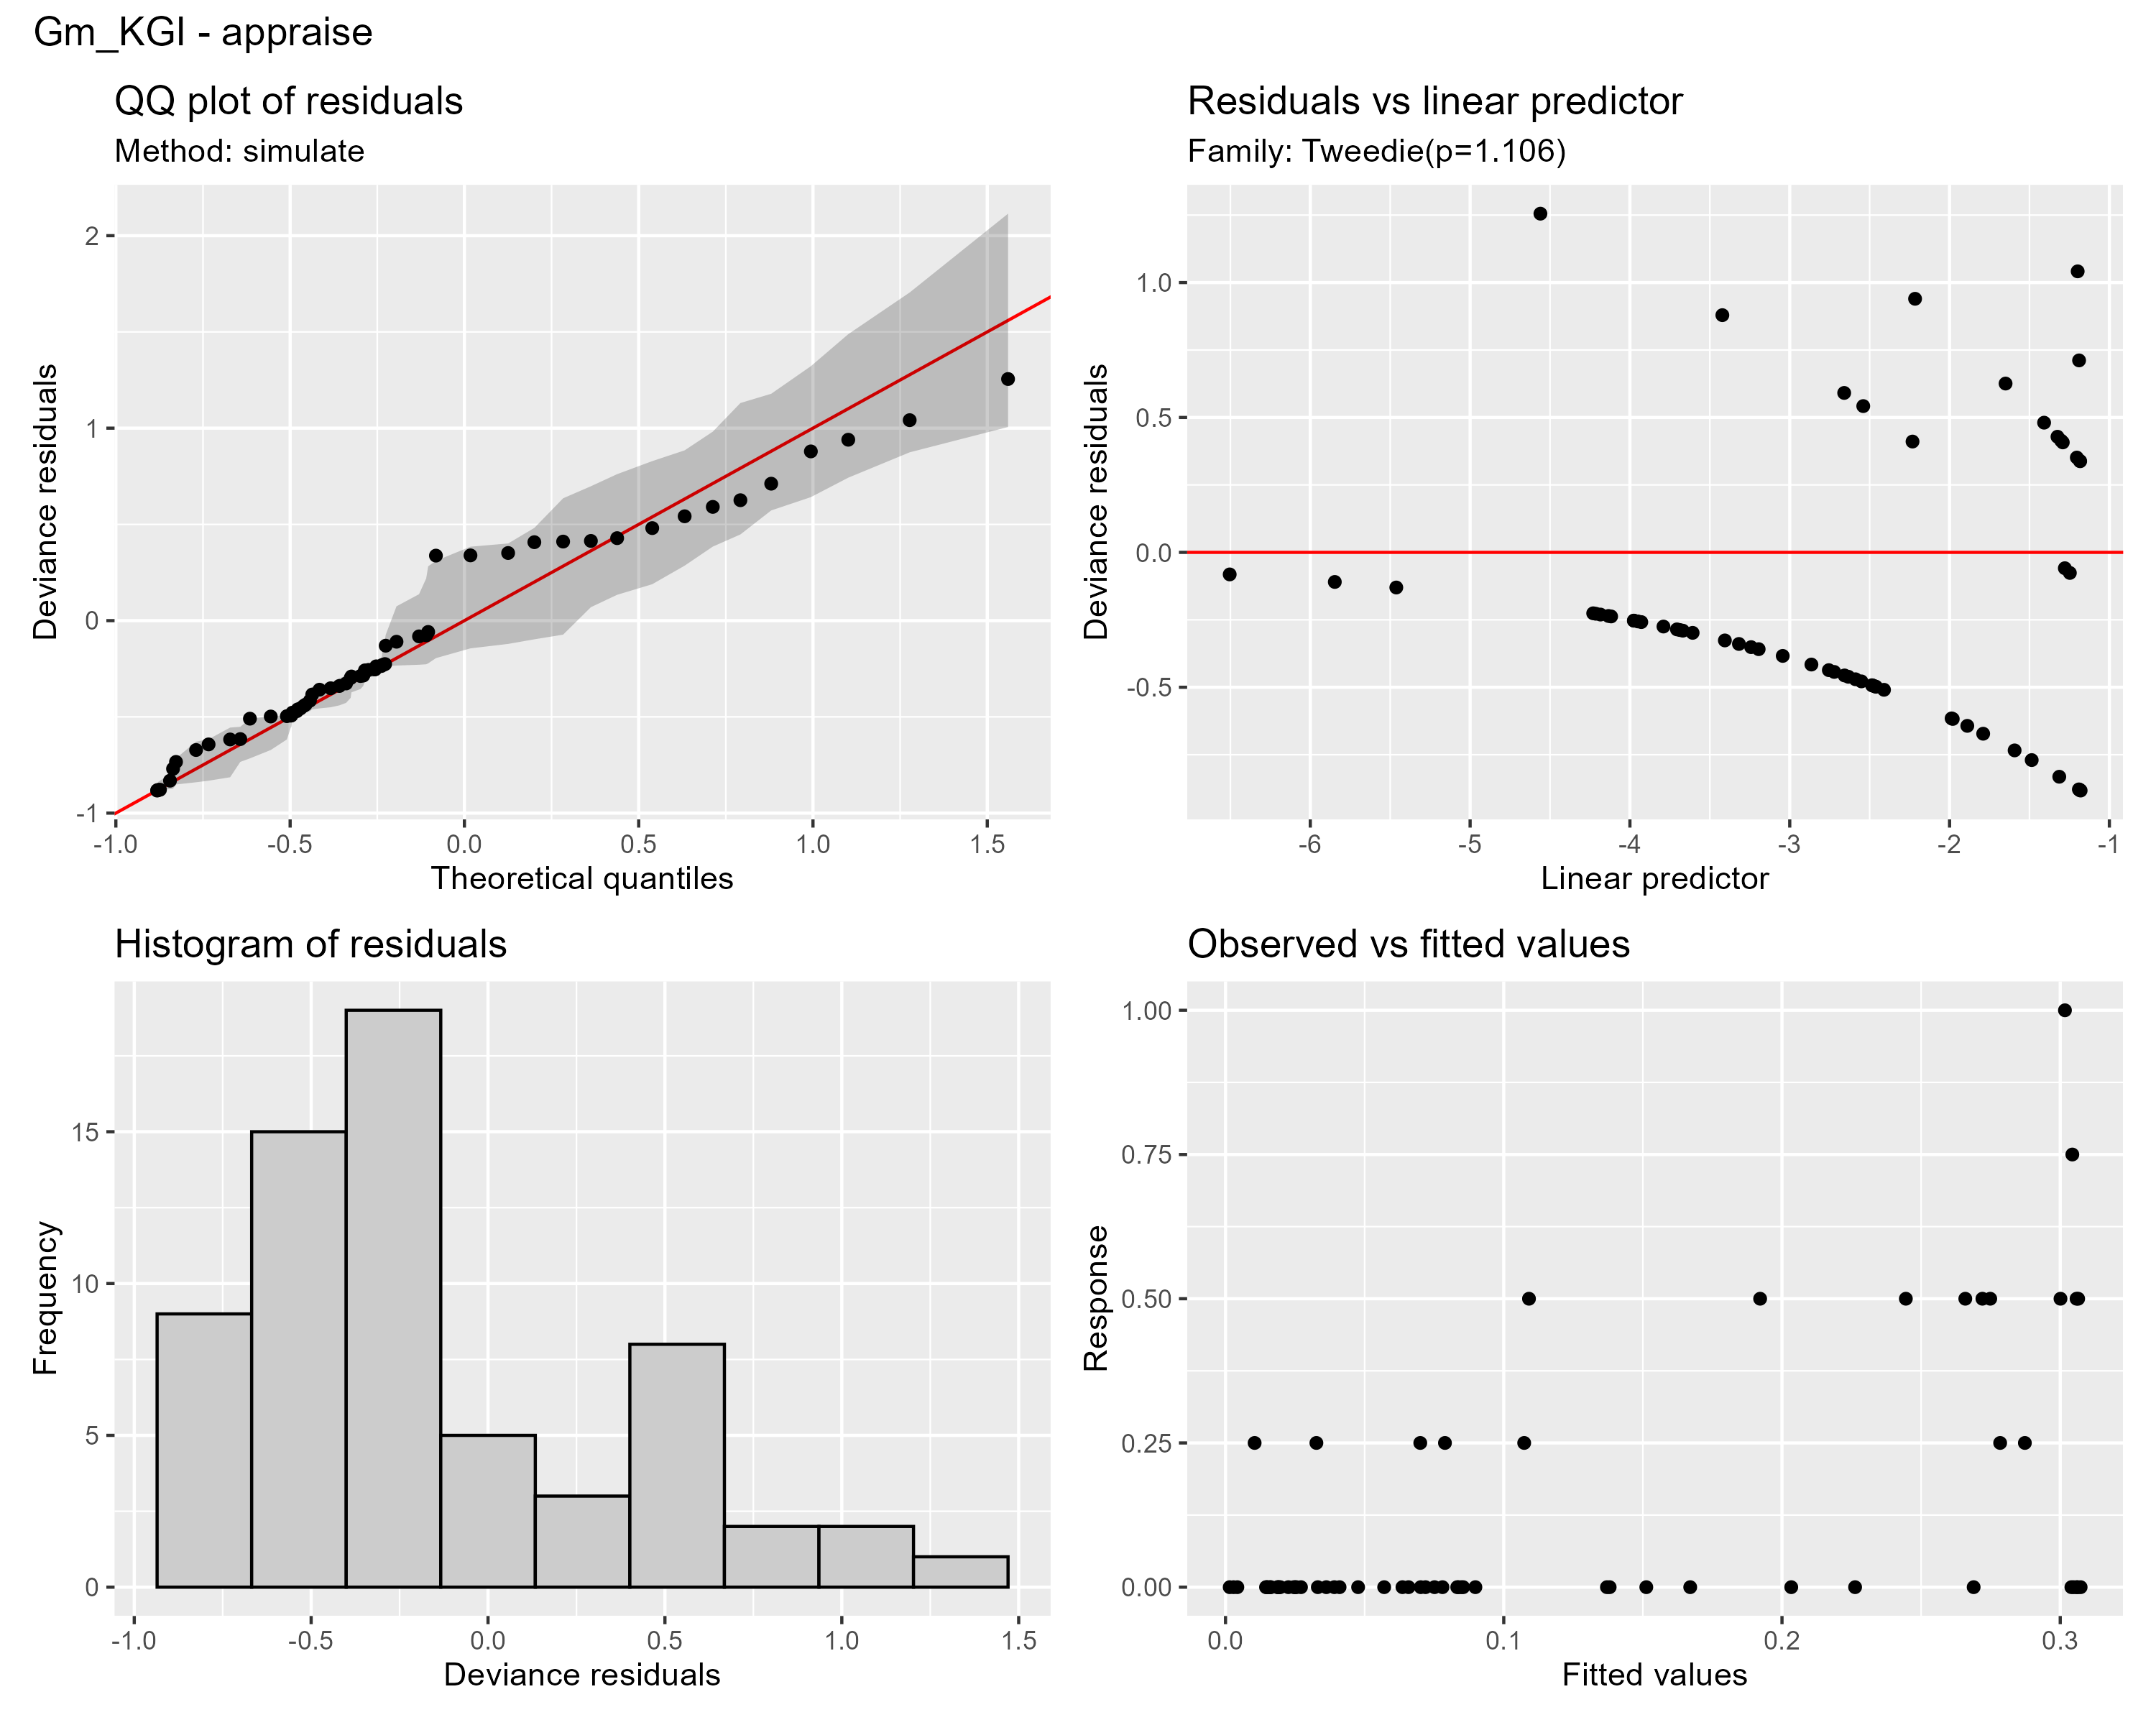 Gm_KGI - appraise
QQ plot of residuals
Method: simulate
Deviance residuals
2
1
0
-1
-1.0
-0.5
0.0
0.5
1.0
1.5
Theoretical quantiles
Residuals vs linear predictor
Family: Tweedie(p=1.106)
Deviance residuals
1.0
0.5
0.0
-0.5
-6
-5
-4
-3
-2
-1
Linear predictor
Histogram of residuals
Frequency
15
10
5
0
-1.0
-0.5
0.0
0.5
1.0
1.5
Deviance residuals
Observed vs fitted values
Response
1.00
0.75
0.50
0.25
0.00
0.0
0.1
0.2
0.3
Fitted values